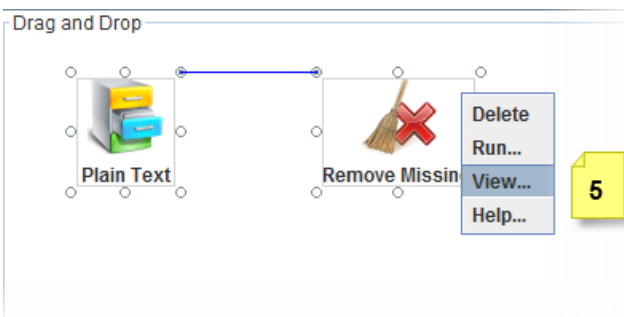 Drag and Drop
Plain Text
Remove Missin
Delete
Run...
View...
Help...
5